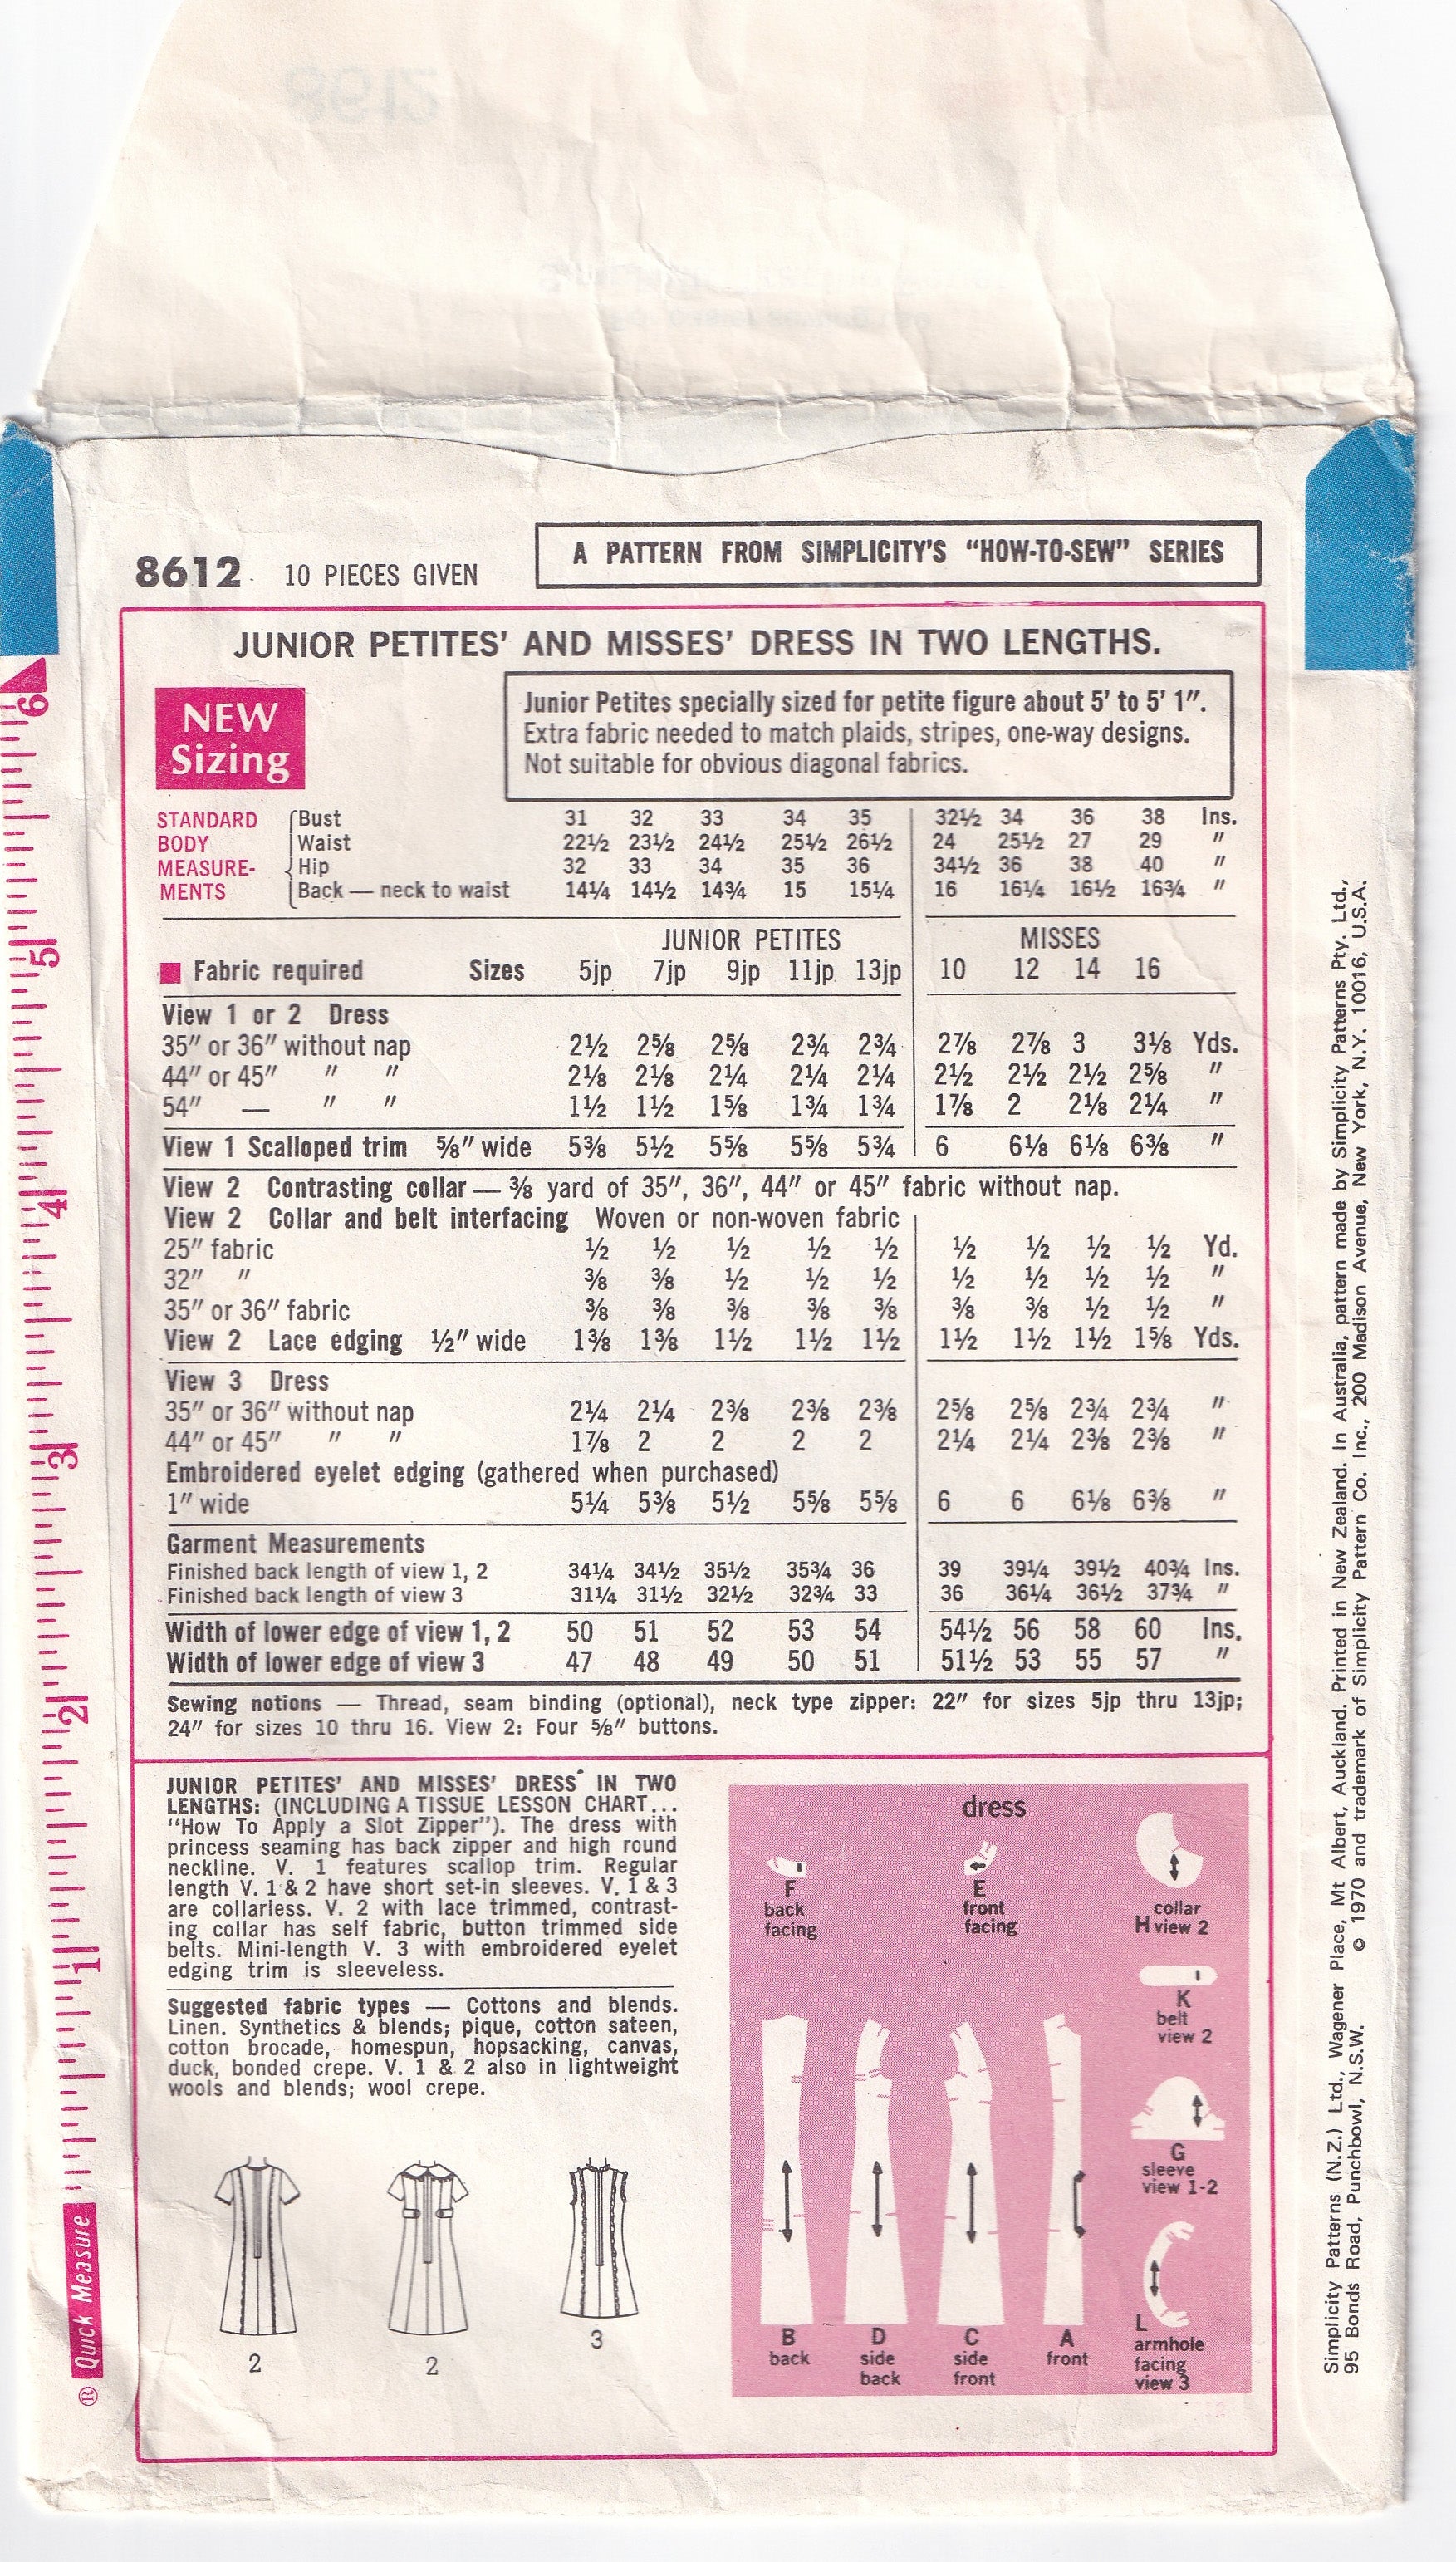 8612 10 PIECES GIVEN
A PATTERN FROM SIMPLICITY'S “HOW-TO-SEW” SERIES
JUNIOR PETITES' AND MISSES' DRESS IN TWO LENGTHS.
NEW
Sizing
Junior Petites specially sized for petite figure about 5' to 5' 1″.
Extra fabric needed to match plaids, stripes, one-way designs.
Not suitable for obvious diagonal fabrics.
STANDARD Bust 31 32 33 34 35 32½ 34 36 38 Ins.
BODY Waist 22½ 23½ 24½ 25½ 26½ 24 25½ 27 29 ″
MEASURE- Hip 32 33 34 35 36 34½ 36 38 40 ″
MENTS Back — neck to waist 14¼ 14½ 14¾ 15 15¼ 16 16¼ 16½ 16¾ ″
JUNIOR PETITES MISSES
Fabric required Sizes 5jp 7jp 9jp 11jp 13jp 10 12 14 16
View 1 or 2 Dress
35″ or 36″ without nap 2½ 2⅝ 2⅝ 2¾ 2¾ 2⅞ 2⅞ 3 3⅛ Yds.
44″ or 45″ ″ ″ 2⅛ 2⅛ 2¼ 2¼ 2¼ 2½ 2½ 2½ 2⅝ ″
54″ — ″ ″ 1½ 1½ 1⅝ 1¾ 1¾ 1⅞ 2 2⅛ 2¼ ″
View 1 Scalloped trim ⅝″ wide 5⅜ 5½ 5⅝ 5⅝ 5¾ 6 6⅛ 6⅛ 6⅜ ″
View 2 Contrasting collar — ⅜ yard of 35″, 36″, 44″ or 45″ fabric without nap.
View 2 Collar and belt interfacing Woven or non-woven fabric
25″ fabric ½ ½ ½ ½ ½ ½ ½ ½ ½ Yd.
32″ ″ ⅜ ⅜ ½ ½ ½ ½ ½ ½ ½ ″
35″ or 36″ fabric ⅜ ⅜ ⅜ ⅜ ⅜ ⅜ ⅜ ½ ½ ″
View 2 Lace edging ½″ wide 1⅜ 1⅜ 1½ 1½ 1½ 1½ 1½ 1½ 1⅝ Yds.
View 3 Dress
35″ or 36″ without nap 2¼ 2¼ 2⅜ 2⅜ 2⅜ 2⅝ 2⅝ 2¾ 2¾ ″
44″ or 45″ ″ ″ 1⅞ 2 2 2 2 2¼ 2¼ 2⅜ 2⅜ ″
Embroidered eyelet edging (gathered when purchased)
1″ wide 5¼ 5⅜ 5½ 5⅝ 5⅝ 6 6 6⅛ 6⅜ ″
Garment Measurements
Finished back length of view 1, 2 34¼ 34½ 35½ 35¾ 36 39 39¼ 39½ 40¾ Ins.
Finished back length of view 3 31¼ 31½ 32½ 32¾ 33 36 36¼ 36½ 37¾ ″
Width of lower edge of view 1, 2 50 51 52 53 54 54½ 56 58 60 Ins.
Width of lower edge of view 3 47 48 49 50 51 51½ 53 55 57 ″
Sewing notions — Thread, seam binding (optional), neck type zipper: 22″ for sizes 5jp thru 13jp;
24″ for sizes 10 thru 16. View 2: Four ⅝″ buttons.
JUNIOR PETITES' AND MISSES' DRESS IN TWO
LENGTHS: (INCLUDING A TISSUE LESSON CHART...
“How To Apply a Slot Zipper”). The dress with
princess seaming has back zipper and high round
neckline. V. 1 features scallop trim. Regular
length V. 1 & 2 have short set-in sleeves. V. 1 & 3
are collarless. V. 2 with lace trimmed, contrast-
ing collar has self fabric, button trimmed side
belts. Mini-length V. 3 with embroidered eyelet
edging trim is sleeveless.
Suggested fabric types — Cottons and blends.
Linen. Synthetics & blends; pique, cotton sateen,
cotton brocade, homespun, hopsacking, canvas,
duck, bonded crepe. V. 1 & 2 also in lightweight
wools and blends; wool crepe.
2
2
3
dress
F
back
facing
E
front
facing
collar
H view 2
K
belt
view 2
G
sleeve
view 1-2
L
armhole
facing
view 3
B
back
D
side
back
C
side
front
A
front
6
5
4
3
2
1
Quick Measure
®
Simplicity Patterns (N.Z.) Ltd., Wagener Place, Mt Albert, Auckland. Printed in New Zealand. In Australia, pattern made by Simplicity Patterns Pty. Ltd.,
95 Bonds Road, Punchbowl, N.S.W. © 1970 and trademark of Simplicity Pattern Co. Inc., 200 Madison Avenue, New York, N.Y. 10016, U.S.A.
8612